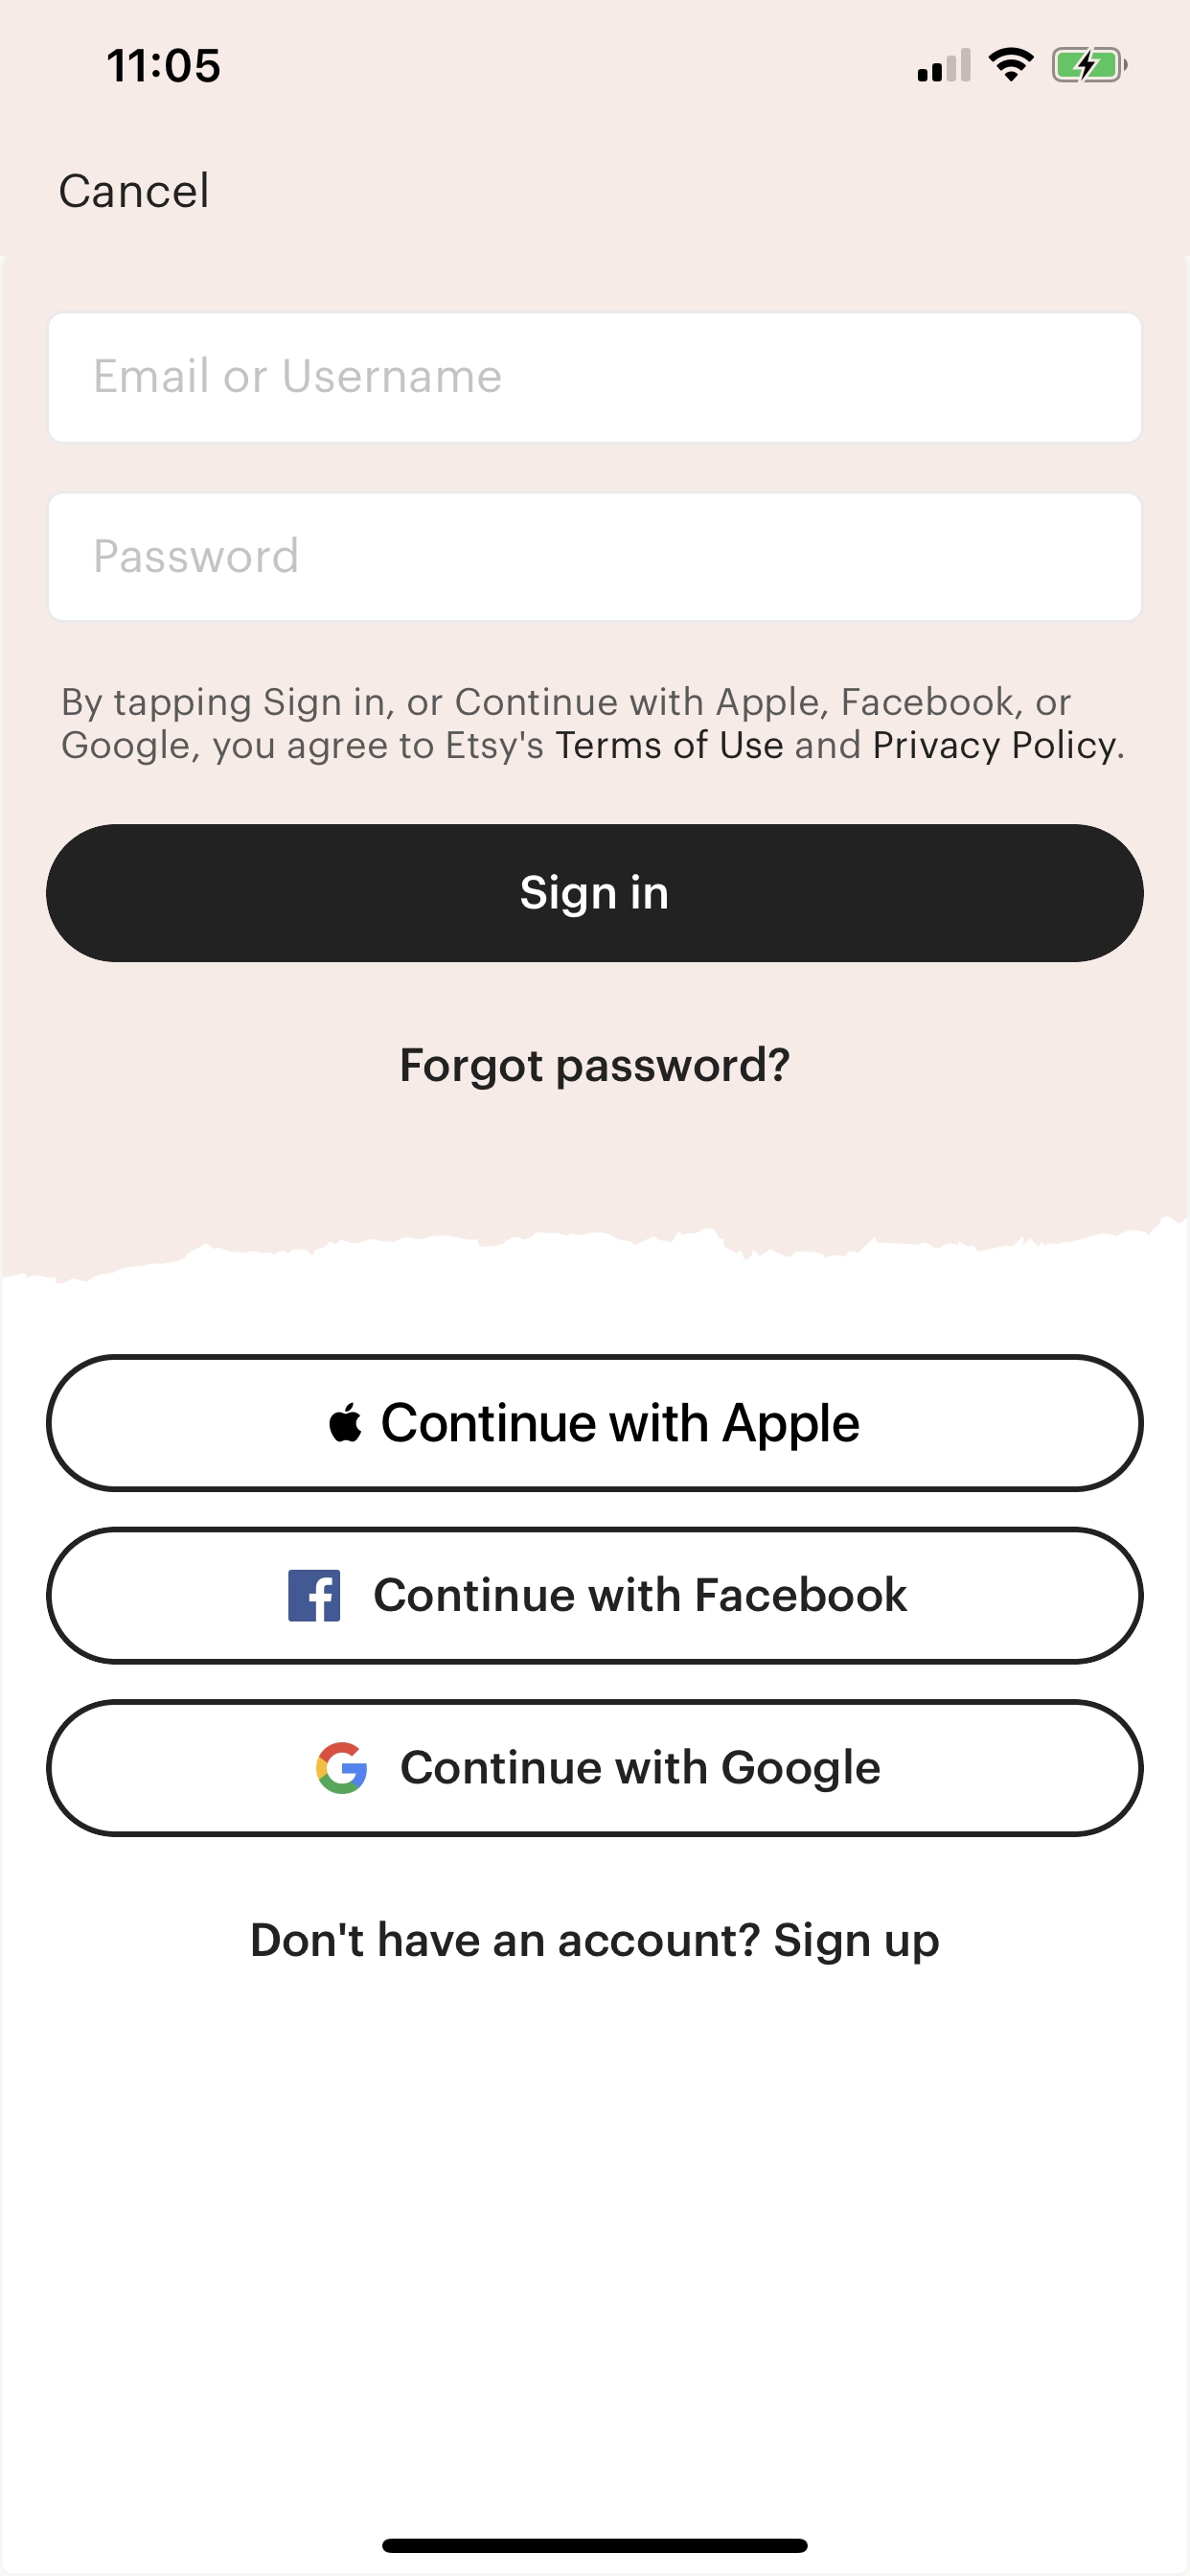 11:05
Cancel
Email or Username
Password
By tapping Sign in, or Continue with Apple, Facebook, or
Google, you agree to Etsy's Terms of Use and Privacy Policy.
Sign in
Forgot password?
Continue with Apple
Continue with Facebook
Continue with Google
Don't have an account? Sign up